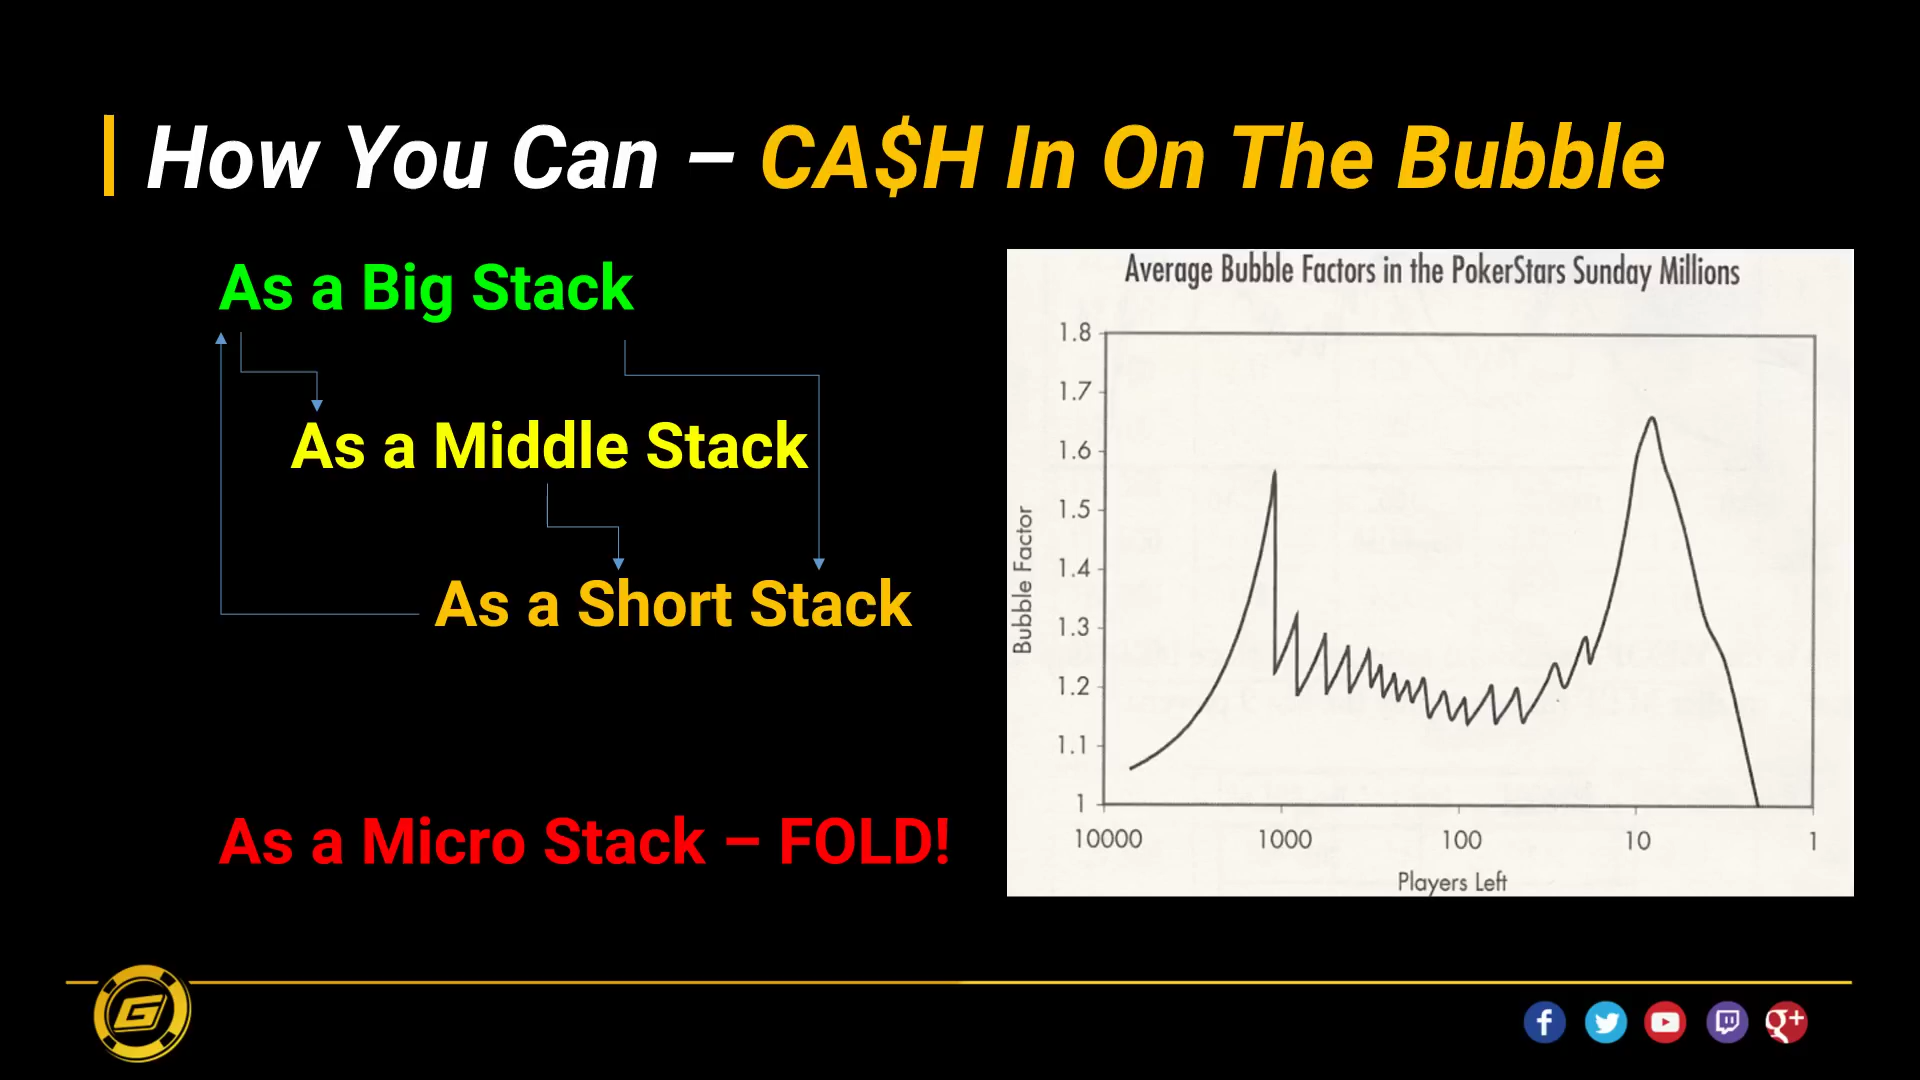 How You Can – CA$H In On The Bubble
As a Big Stack
As a Middle Stack
As a Short Stack
As a Micro Stack – FOLD!
Average Bubble Factors in the PokerStars Sunday Millions
1.8
1.7
1.6
1.5
1.4
1.3
1.2
1.1
1
Bubble Factor
10000 1000 100 10 1
Players Left
G
f
g+